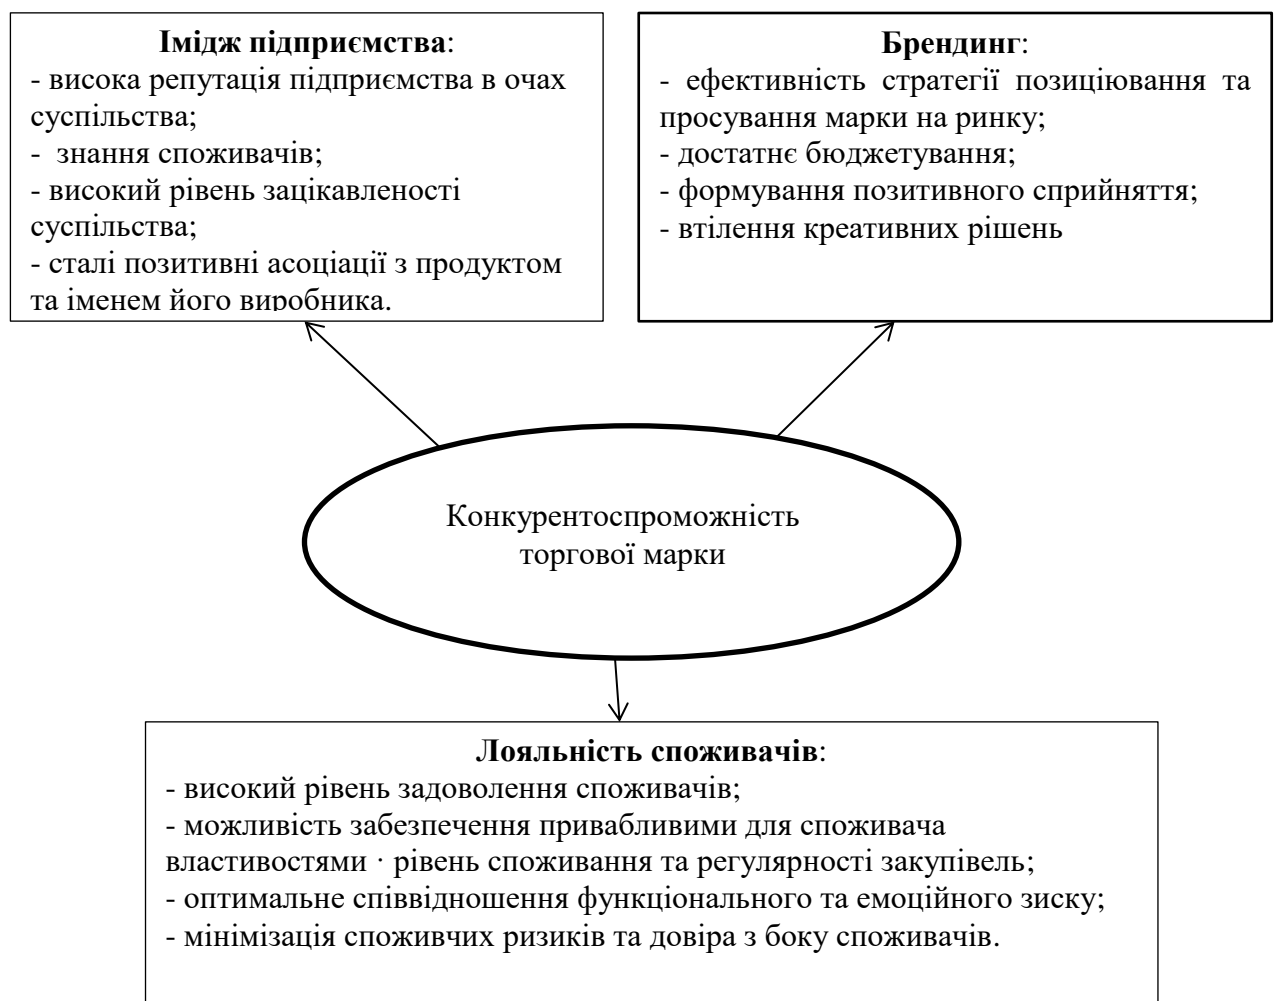 Імідж підприємства:
- висока репутація підприємства в очах
суспільства;
- знання споживачів;
- високий рівень зацікавленості
суспільства;
- сталі позитивні асоціації з продуктом
та іменем його виробника.
Брендинг:
- ефективність стратегії позиціювання та
просування марки на ринку;
- достатнє бюджетування;
- формування позитивного сприйняття;
- втілення креативних рішень
Конкурентоспроможність
торгової марки
Лояльність споживачів:
- високий рівень задоволення споживачів;
- можливість забезпечення привабливими для споживача
властивостями · рівень споживання та регулярності закупівель;
- оптимальне співвідношення функціонального та емоційного зиску;
- мінімізація споживчих ризиків та довіра з боку споживачів.